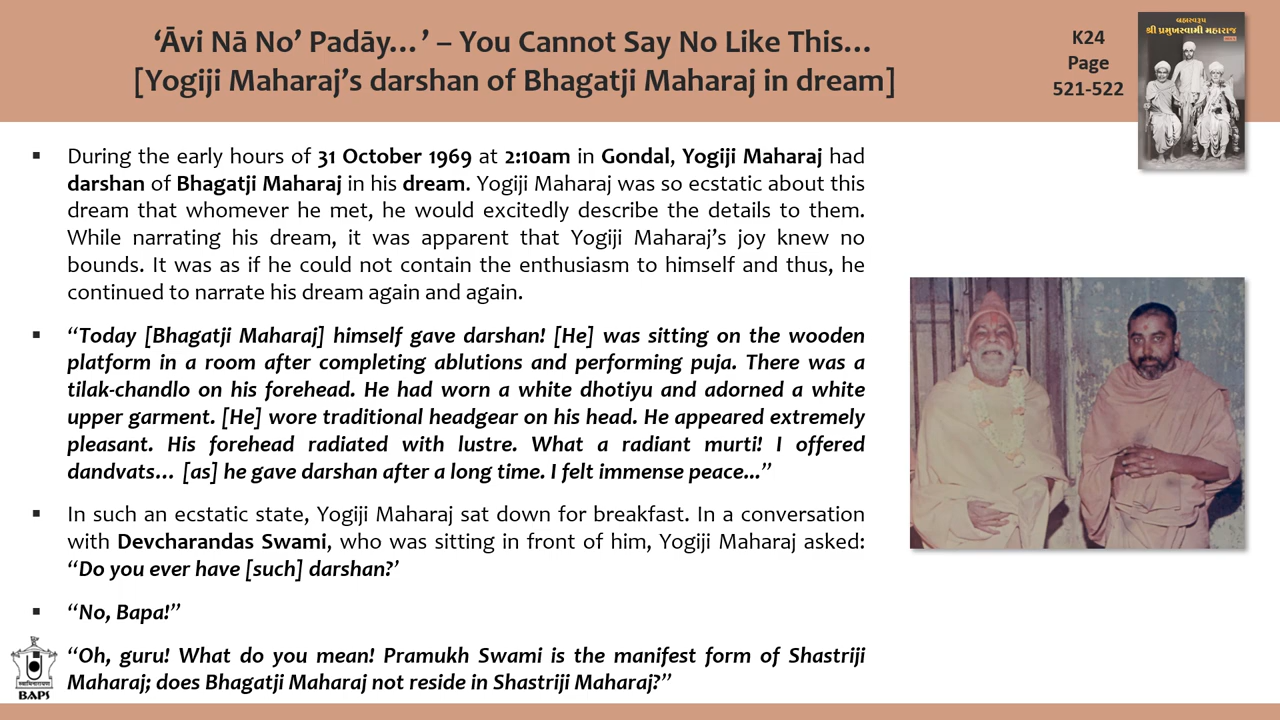 ‘Āvi Nā No’ Padāy…’ – You Cannot Say No Like This…
[Yogiji Maharaj’s darshan of Bhagatji Maharaj in dream]
K24
Page
521-522
બ્રહ્મસ્વરૂપ
શ્રી પ્રમુખસ્વામી મહારાજ
▪ During the early hours of 31 October 1969 at 2:10am in Gondal, Yogiji Maharaj had
darshan of Bhagatji Maharaj in his dream. Yogiji Maharaj was so ecstatic about this
dream that whomever he met, he would excitedly describe the details to them.
While narrating his dream, it was apparent that Yogiji Maharaj’s joy knew no
bounds. It was as if he could not contain the enthusiasm to himself and thus, he
continued to narrate his dream again and again.
▪ “Today [Bhagatji Maharaj] himself gave darshan! [He] was sitting on the wooden
platform in a room after completing ablutions and performing puja. There was a
tilak-chandlo on his forehead. He had worn a white dhotiyu and adorned a white
upper garment. [He] wore traditional headgear on his head. He appeared extremely
pleasant. His forehead radiated with lustre. What a radiant murti! I offered
dandvats… [as] he gave darshan after a long time. I felt immense peace...”
▪ In such an ecstatic state, Yogiji Maharaj sat down for breakfast. In a conversation
with Devcharandas Swami, who was sitting in front of him, Yogiji Maharaj asked:
“Do you ever have [such] darshan?’
▪ “No, Bapa!”
“Oh, guru! What do you mean! Pramukh Swami is the manifest form of Shastriji
Maharaj; does Bhagatji Maharaj not reside in Shastriji Maharaj?”
BAPS